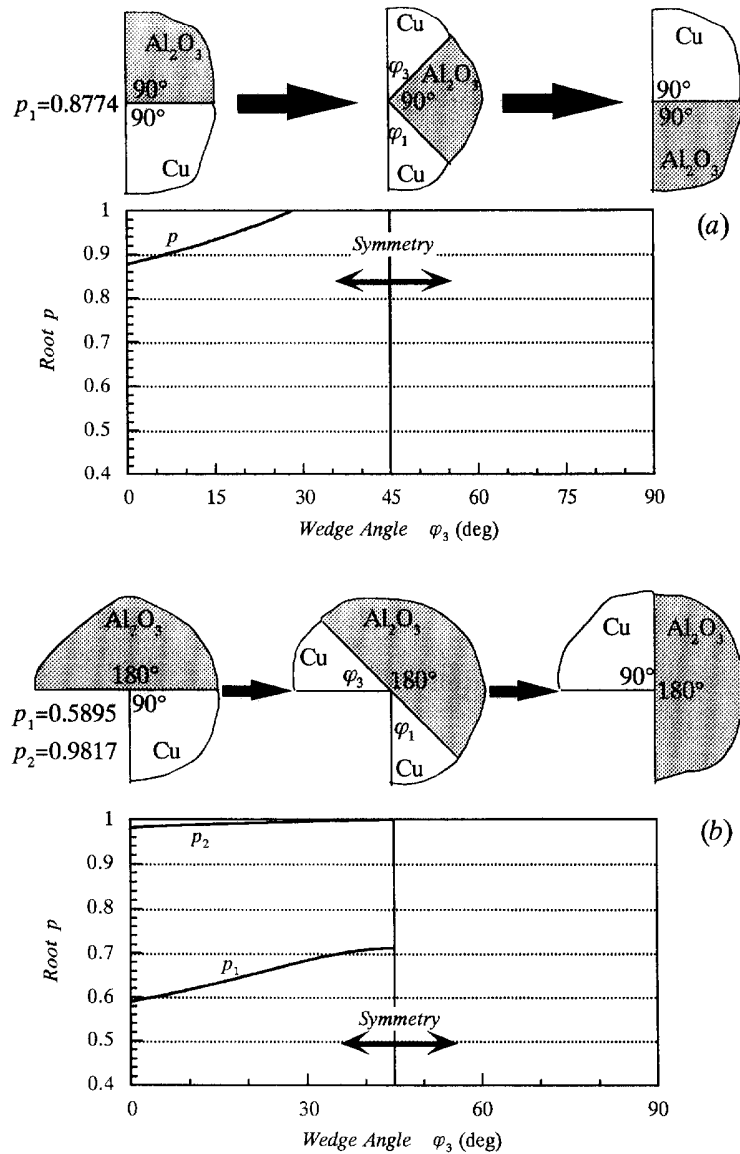 Al₂O₃
90°
p₁=0.8774
90°
Cu
Cu
φ₃
Al₂O₃
90°
φ₁
Cu
Cu
90°
90°
Al₂O₃
(a)
1
p
Symmetry
0.9
0.8
0.7
0.6
0.5
0.4
Root p
0 15 30 45 60 75 90
Wedge Angle φ₃ (deg)
Al₂O₃
180°
90°
p₁=0.5895
p₂=0.9817
Cu
Al₂O₃
Cu
φ₃
180°
φ₁
Cu
Cu
Al₂O₃
90°
180°
(b)
1
p₂
0.9
0.8
0.7
p₁
0.6
Symmetry
0.5
0.4
Root p
0 30 60 90
Wedge Angle φ₃ (deg)